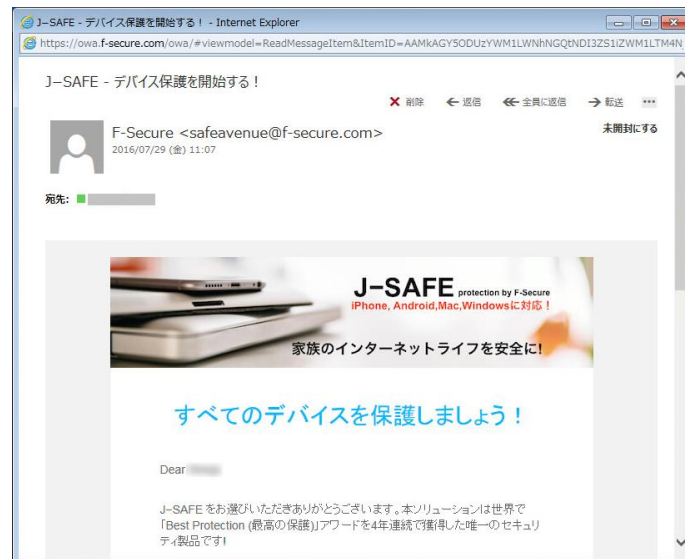 J-SAFE - デバイス保護を開始する！ - Internet Explorer
https://owa.f-secure.com/owa/#viewmodel=ReadMessageItem&ItemID=AAMkAGY5ODUzYWM1LWNhNGQtNDI3ZS1iZWM1LTM4N
J-SAFE - デバイス保護を開始する！
削除 返信 全員に返信 転送 •••
F-Secure <safeavenue@f-secure.com>
未開封にする
2016/07/29 (金) 11:07
宛先:
J-SAFE protection by F-Secure
iPhone, Android,Mac,Windowsに対応！
家族のインターネットライフを安全に!
すべてのデバイスを保護しましょう！
Dear
J-SAFE をお選びいただきありがとうございます。本ソリューションは世界で
「Best Protection (最高の保護)」アワードを4年連続で獲得した唯一のセキュリ
ティ製品です!